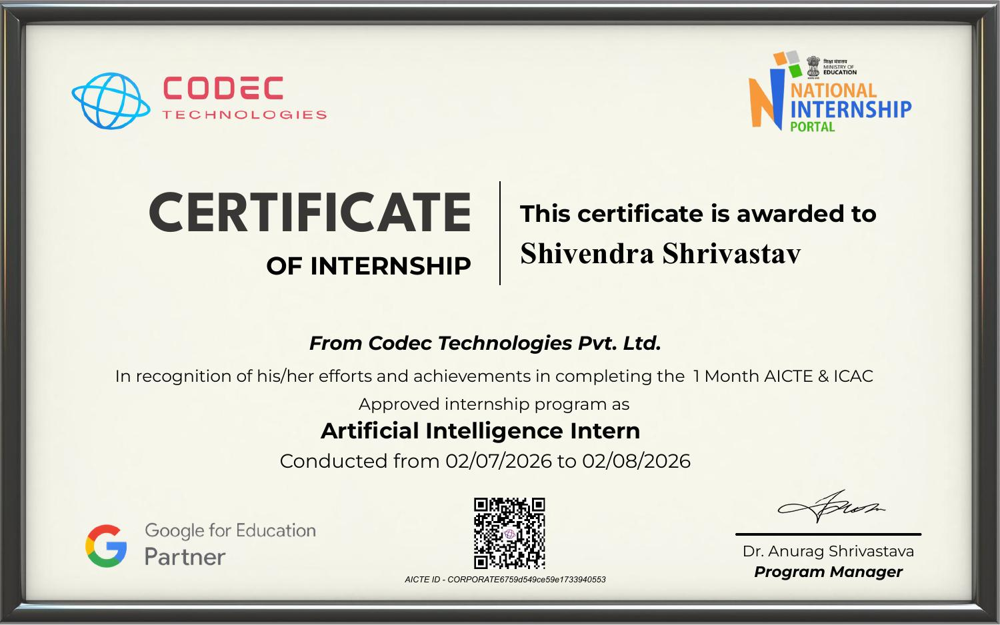 CODEC
TECHNOLOGIES
शिक्षा मंत्रालय
MINISTRY OF
EDUCATION
सत्यमेव जयते
NATIONAL
INTERNSHIP
PORTAL
CERTIFICATE
OF INTERNSHIP
This certificate is awarded to
Shivendra Shrivastav
From Codec Technologies Pvt. Ltd.
In recognition of his/her efforts and achievements in completing the 1 Month AICTE & ICAC
Approved internship program as
Artificial Intelligence Intern
Conducted from 02/07/2026 to 02/08/2026
Google for Education
Partner
AICTE ID - CORPORATE6759d549ce59e1733940553
Dr. Anurag Shrivastava
Program Manager